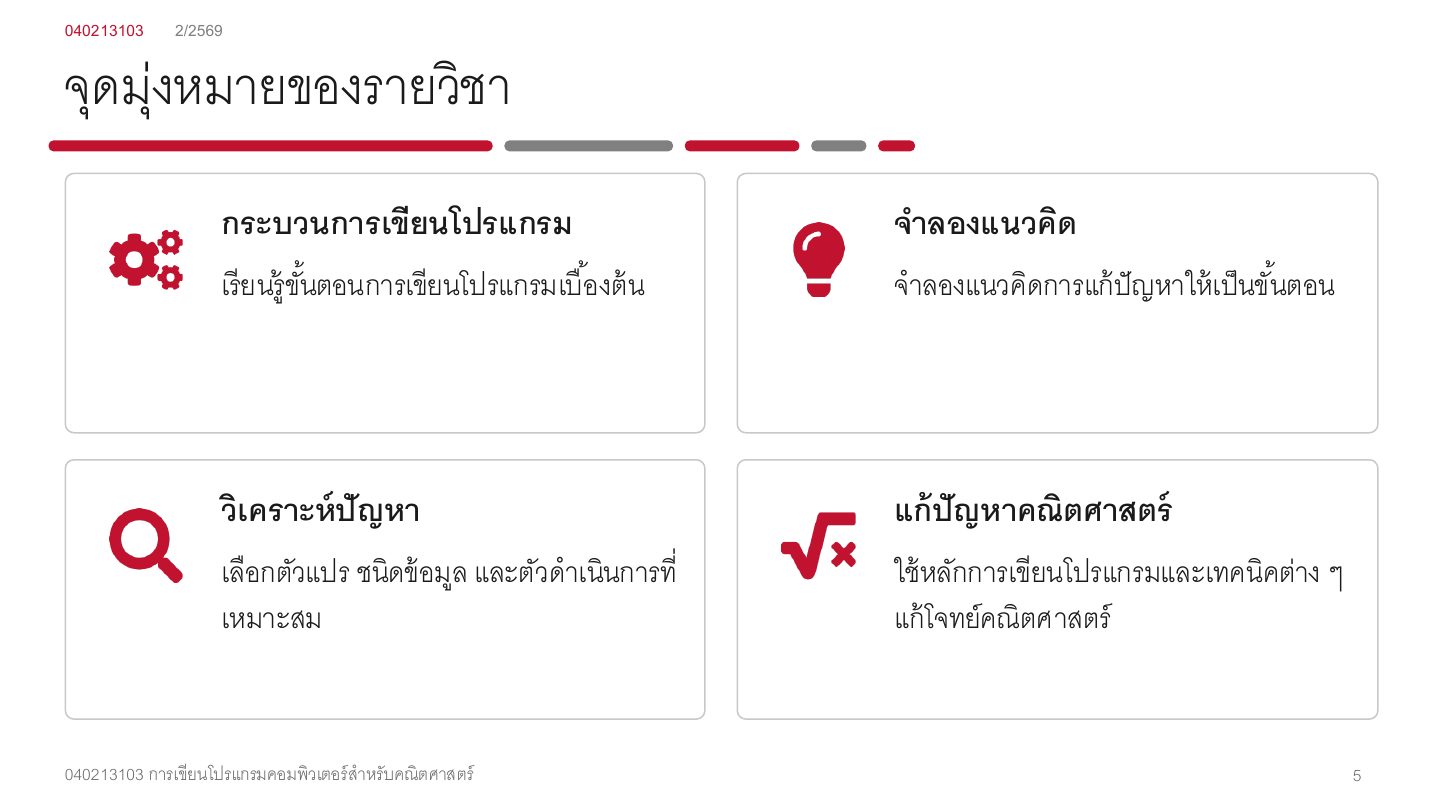 040213103 2/2569
จุดมุ่งหมายของรายวิชา
กระบวนการเขียนโปรแกรม
เรียนรู้ขั้นตอนการเขียนโปรแกรมเบื้องต้น
จำลองแนวคิด
จำลองแนวคิดการแก้ปัญหาให้เป็นขั้นตอน
วิเคราะห์ปัญหา
เลือกตัวแปร ชนิดข้อมูล และตัวดำเนินการที่
เหมาะสม
แก้ปัญหาคณิตศาสตร์
ใช้หลักการเขียนโปรแกรมและเทคนิคต่าง ๆ
แก้โจทย์คณิตศาสตร์
040213103 การเขียนโปรแกรมคอมพิวเตอร์สำหรับคณิตศาสตร์
5